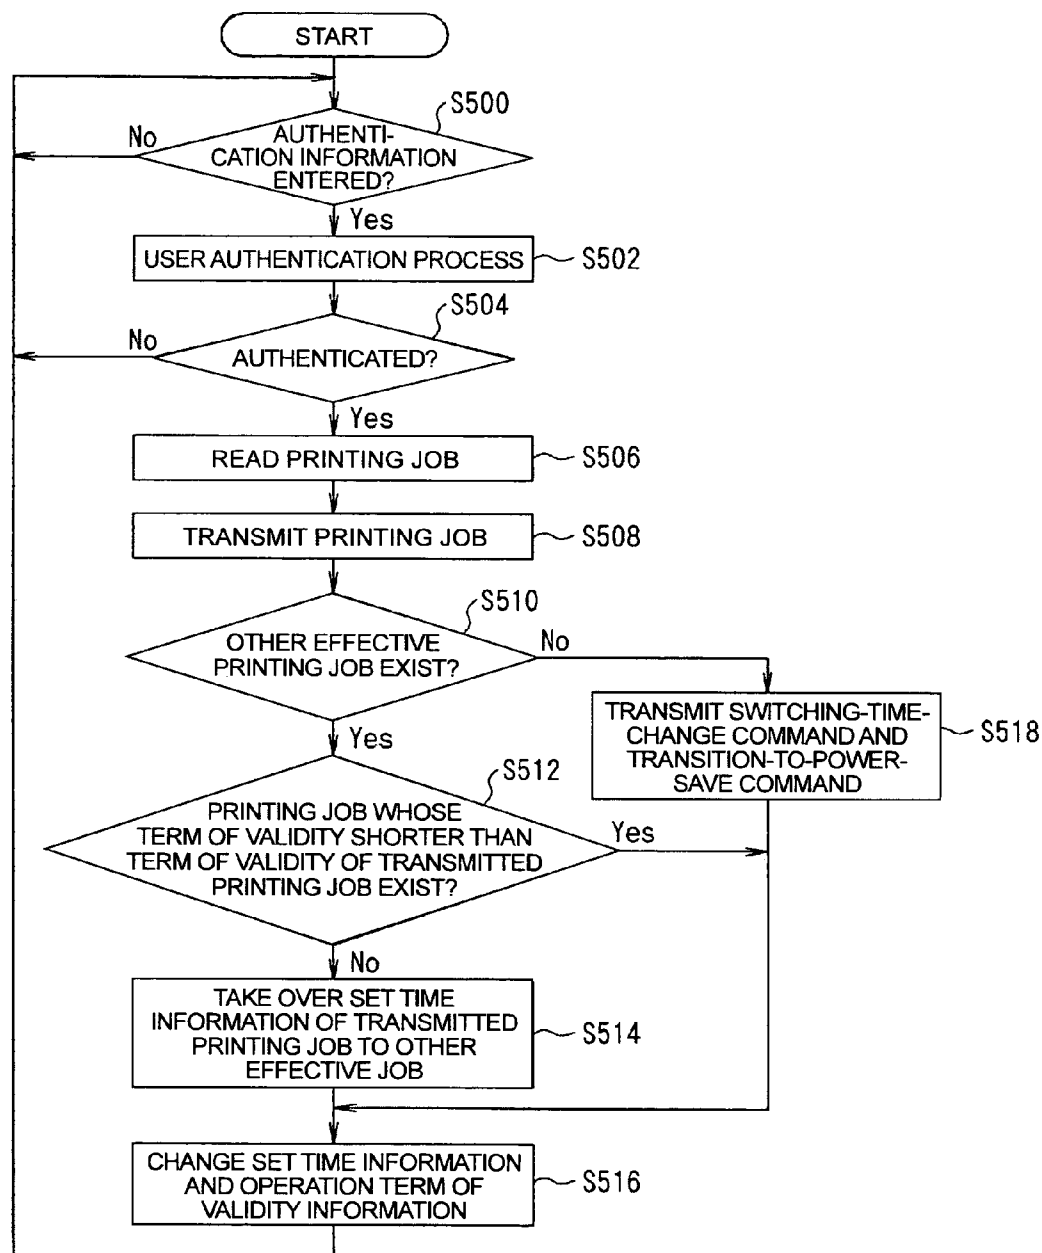 START
S500
No
AUTHENTI-
CATION INFORMATION
ENTERED?
Yes
USER AUTHENTICATION PROCESS
S502
S504
No
AUTHENTICATED?
Yes
READ PRINTING JOB
S506
TRANSMIT PRINTING JOB
S508
S510
OTHER EFFECTIVE
PRINTING JOB EXIST?
No
Yes
TRANSMIT SWITCHING-TIME-
CHANGE COMMAND AND
TRANSITION-TO-POWER-
SAVE COMMAND
S518
S512
PRINTING JOB WHOSE
TERM OF VALIDITY SHORTER THAN
TERM OF VALIDITY OF TRANSMITTED
PRINTING JOB EXIST?
Yes
No
TAKE OVER SET TIME
INFORMATION OF TRANSMITTED
PRINTING JOB TO OTHER
EFFECTIVE JOB
S514
CHANGE SET TIME INFORMATION
AND OPERATION TERM OF
VALIDITY INFORMATION
S516